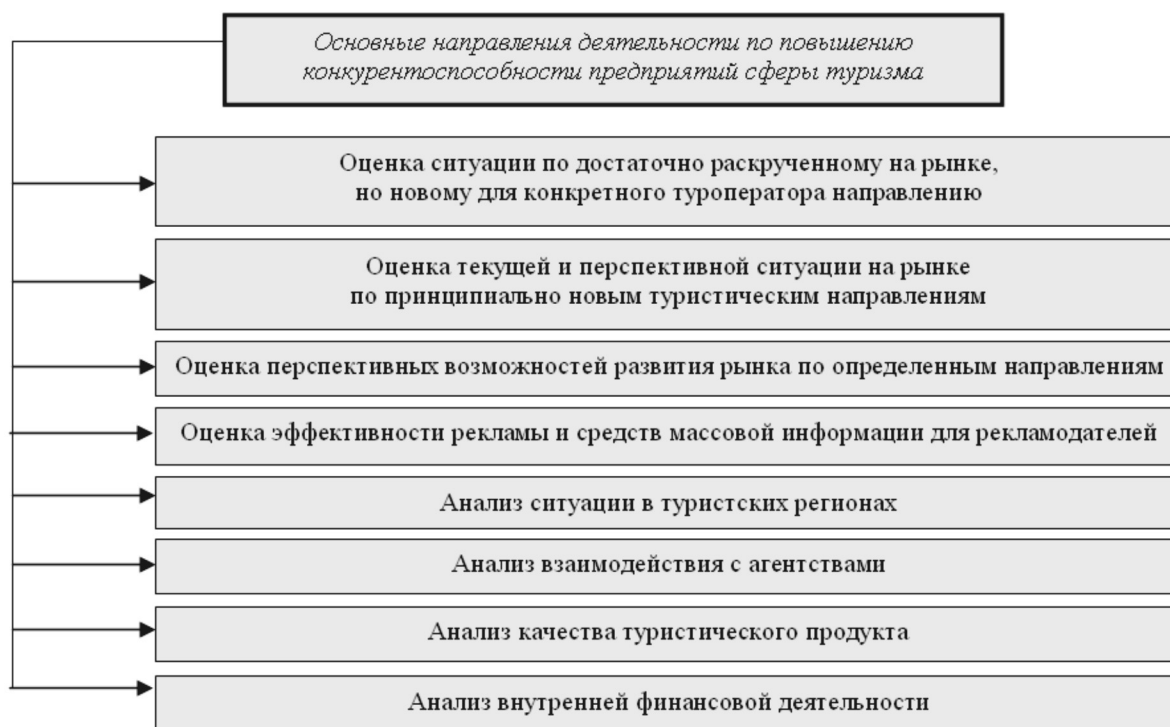 Основные направления деятельности по повышению
конкурентоспособности предприятий сферы туризма
Оценка ситуации по достаточно раскрученному на рынке,
но новому для конкретного туроператора направлению
Оценка текущей и перспективной ситуации на рынке
по принципиально новым туристическим направлениям
Оценка перспективных возможностей развития рынка по определенным направлениям
Оценка эффективности рекламы и средств массовой информации для рекламодателей
Анализ ситуации в туристских регионах
Анализ взаимодействия с агентствами
Анализ качества туристического продукта
Анализ внутренней финансовой деятельности